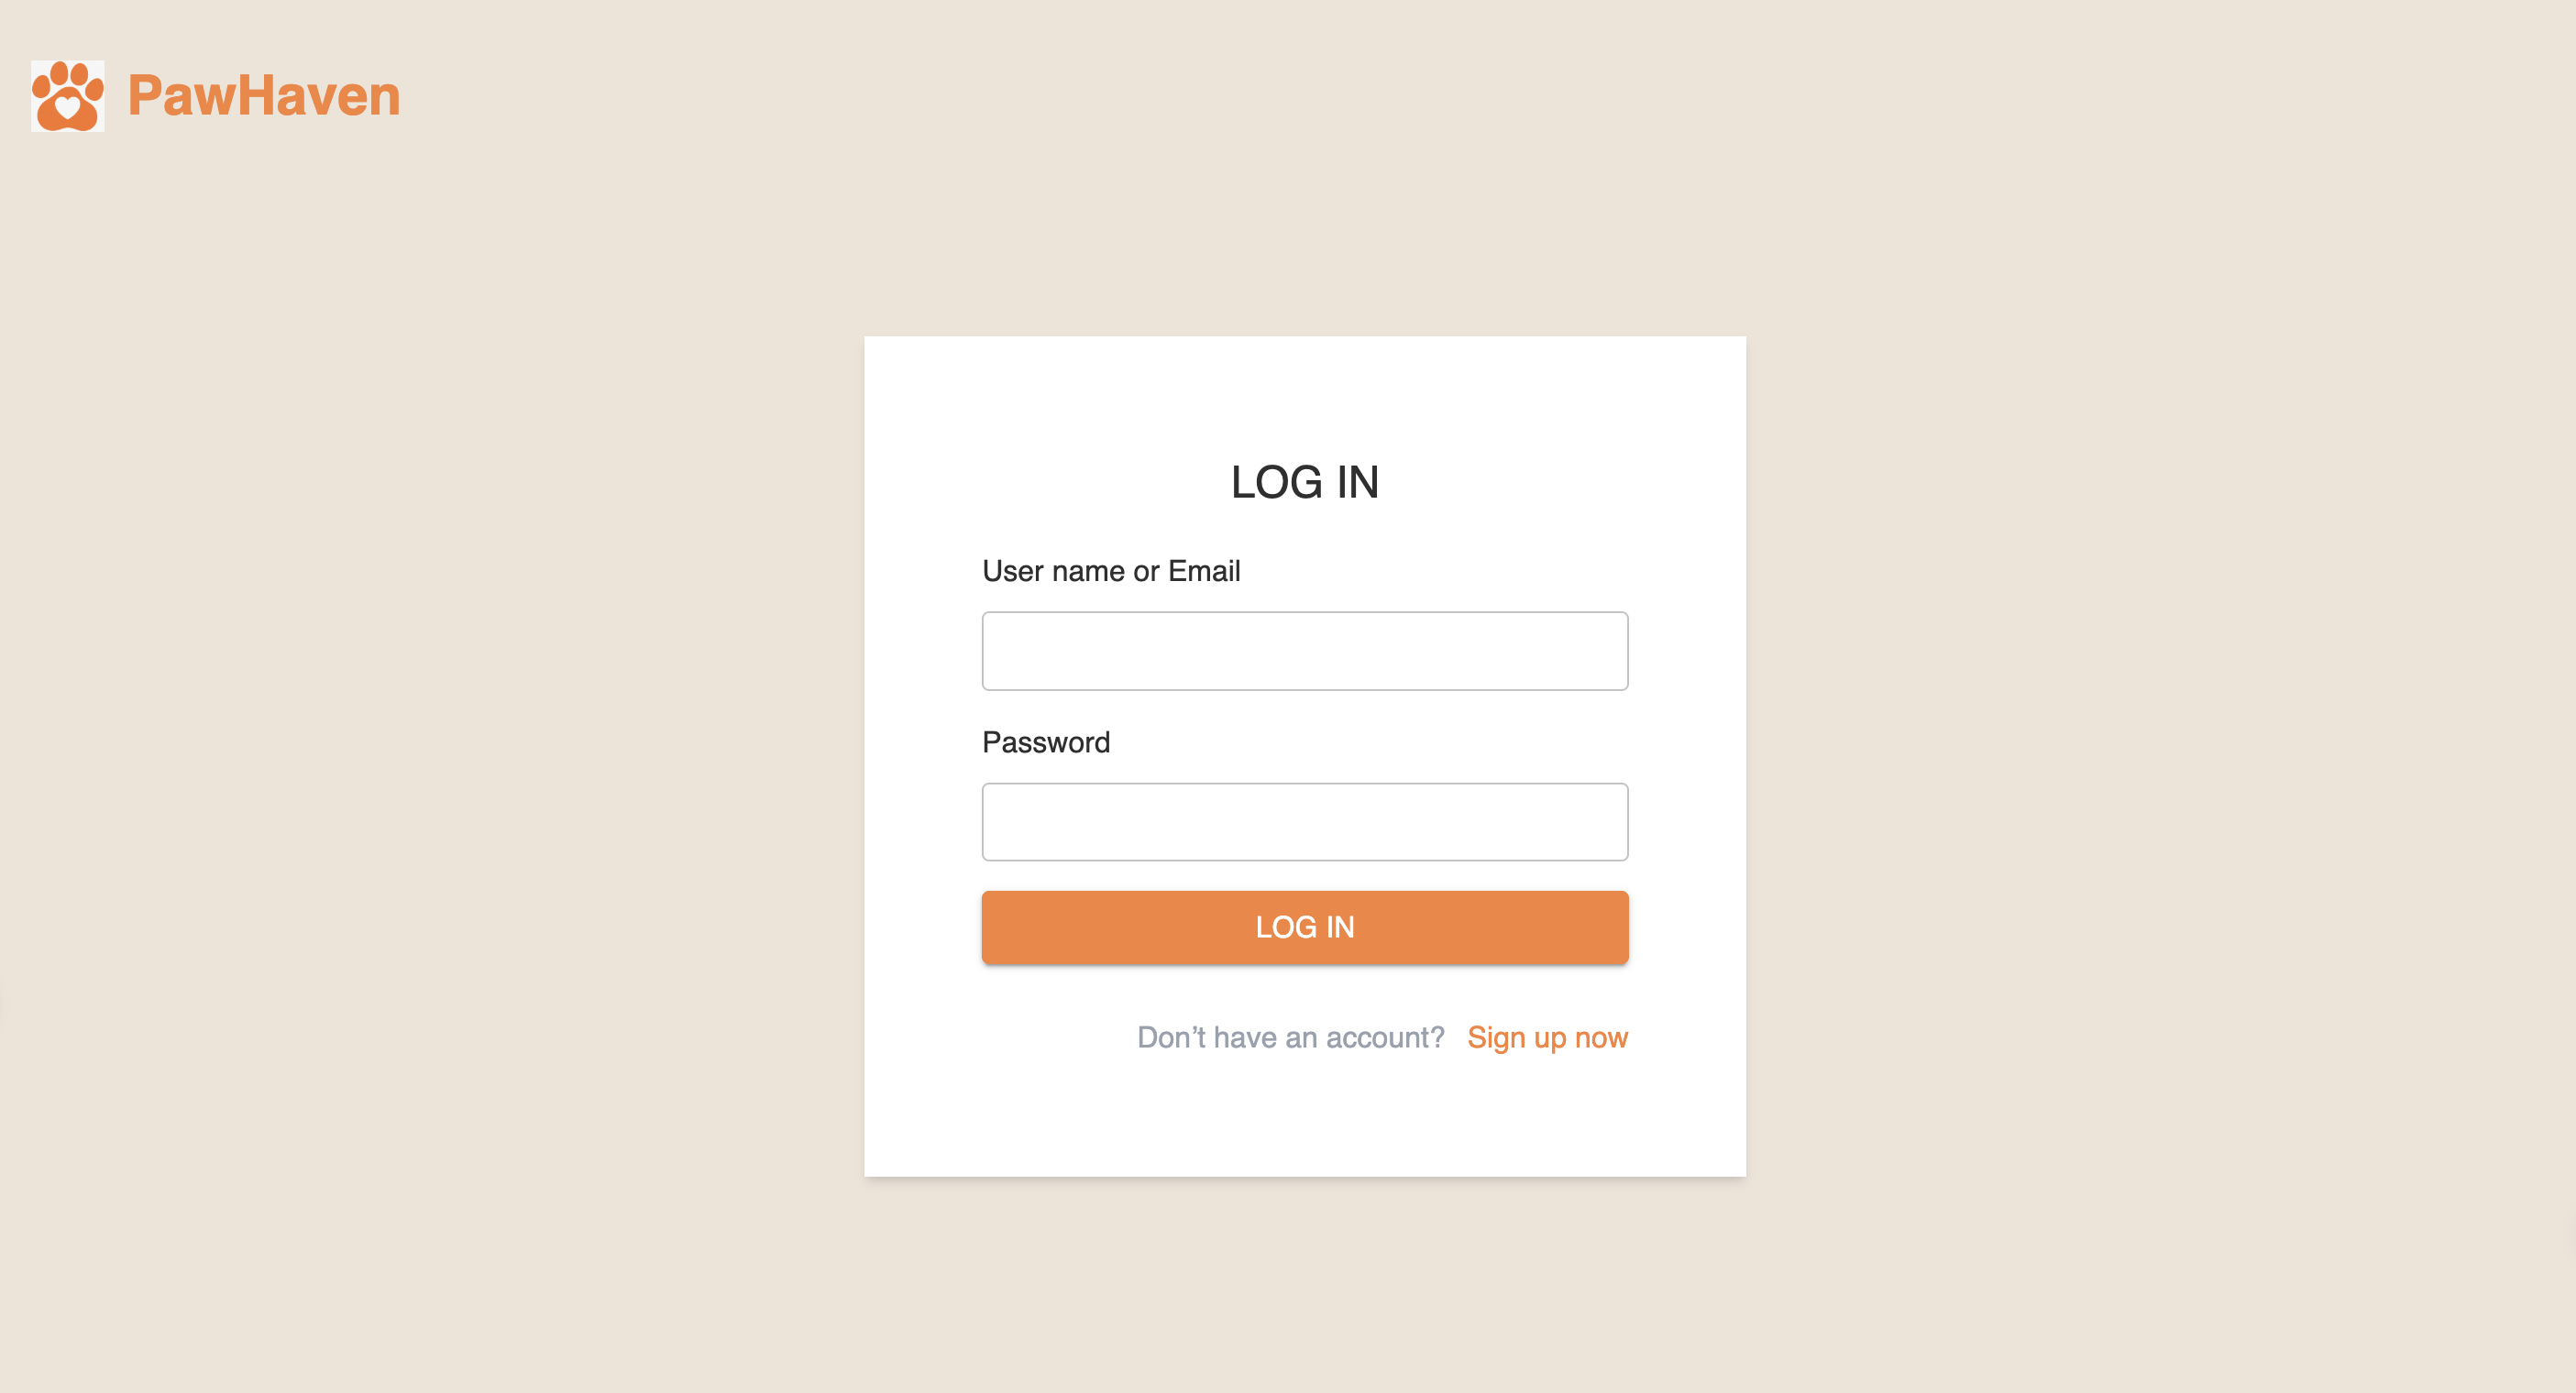 PawHaven
LOG IN
User name or Email
Password
LOG IN
Don’t have an account? Sign up now